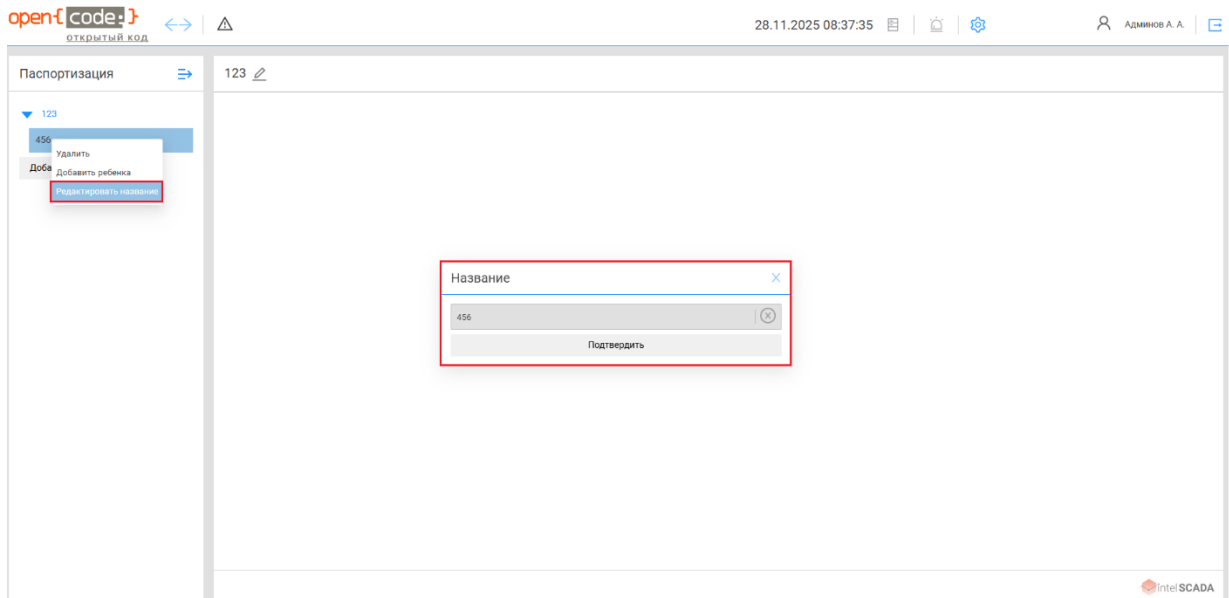 open{code:}
открытый код
28.11.2025 08:37:35
Админов А. А.
Паспортизация
123
123
456
Удалить
Доба
Добавить ребенка
Редактировать название
Название
456
Подтвердить
IntelSCADA